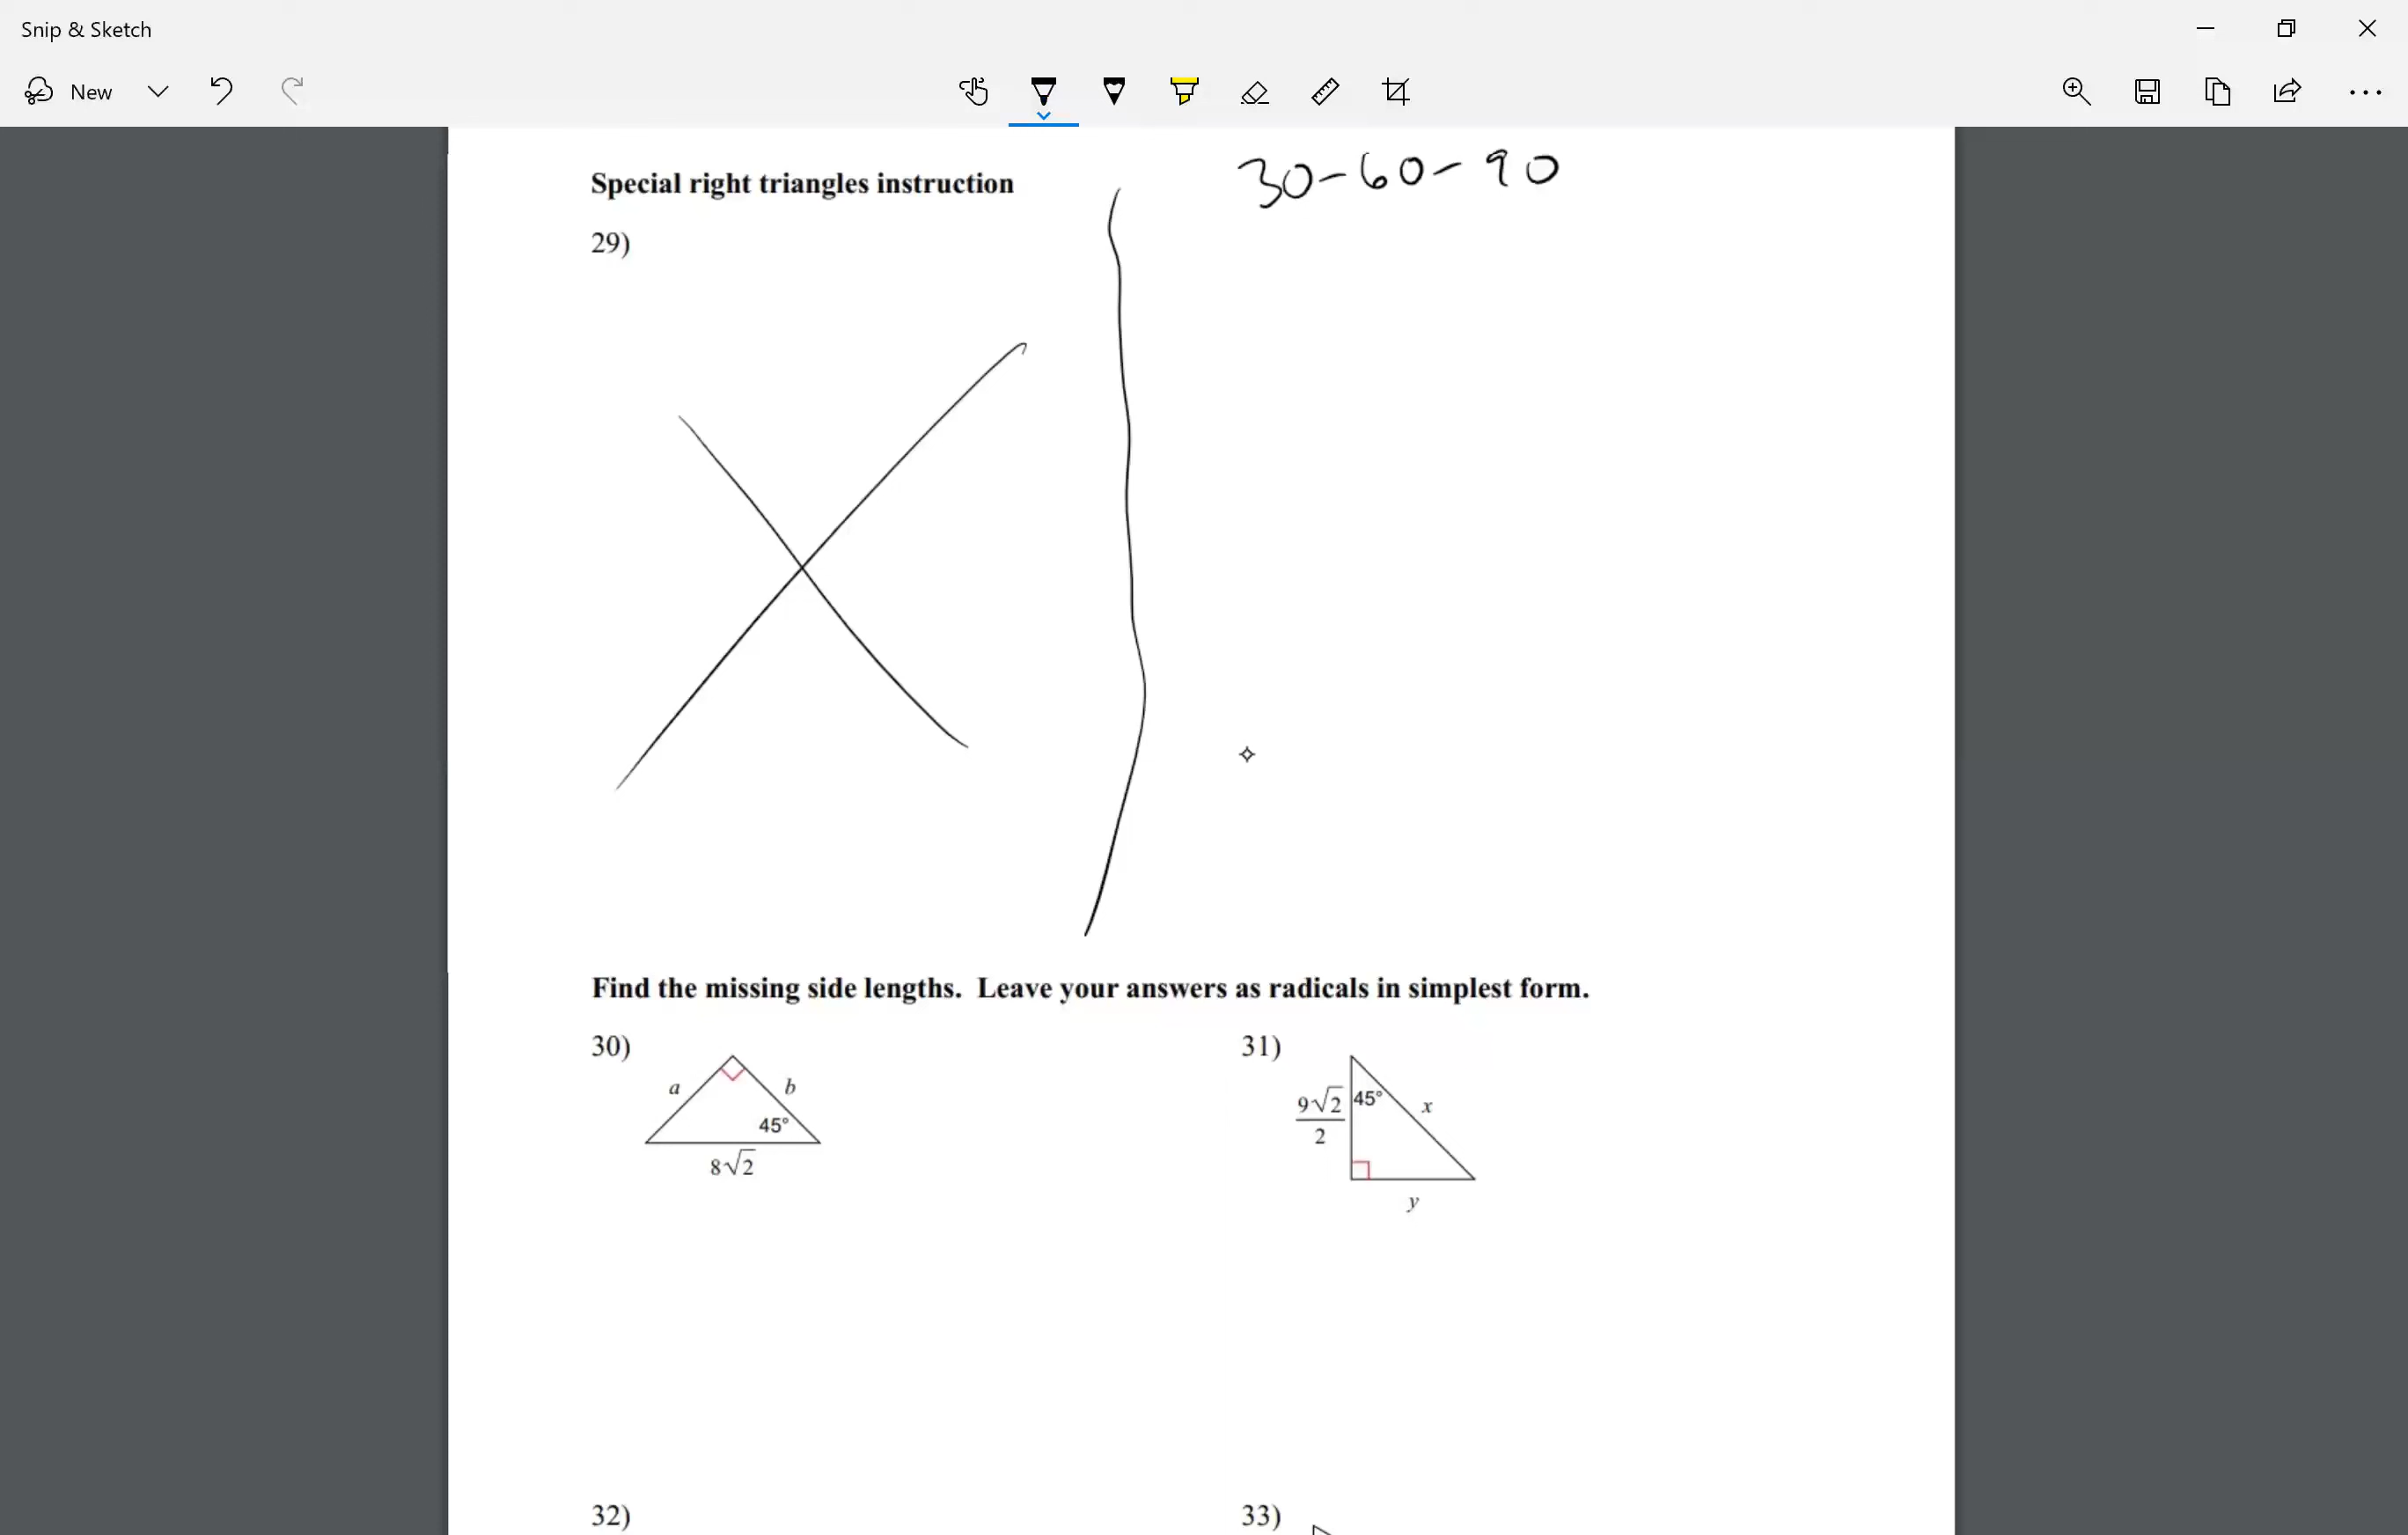 Snip & Sketch
New
Special right triangles instruction
30-60-90
29)
Find the missing side lengths. Leave your answers as radicals in simplest form.
30)
a
b
45°
8√2
31)
9√2
2
45°
x
y
32)
33)